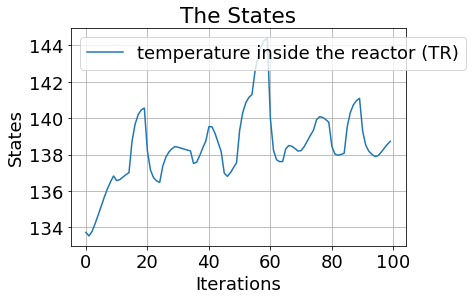 The States
temperature inside the reactor (TR)
States
144
142
140
138
136
134
0 20 40 60 80 100
Iterations